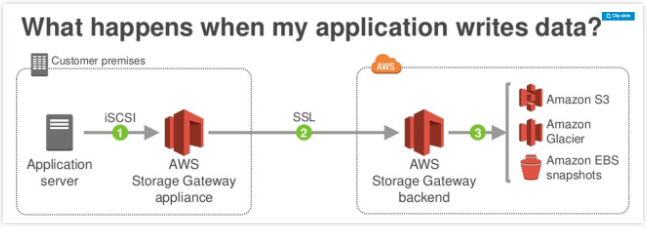 What happens when my application writes data?
Clip slide
Customer premises
AWS
iSCSI
1
SSL
2
3
Application
server
AWS
Storage Gateway
appliance
AWS
Storage Gateway
backend
Amazon S3
Amazon
Glacier
Amazon EBS
snapshots